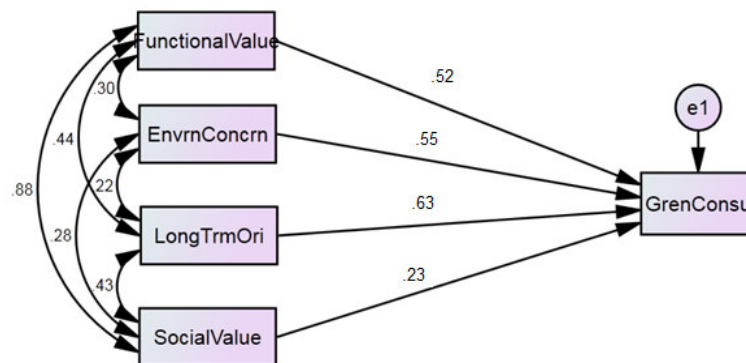 FunctionalValue
.52
.30
e1
EnvrnConcrn
.55
.44
.22
GrenConsu
.88
.63
LongTrmOri
.28
.23
.43
SocialValue